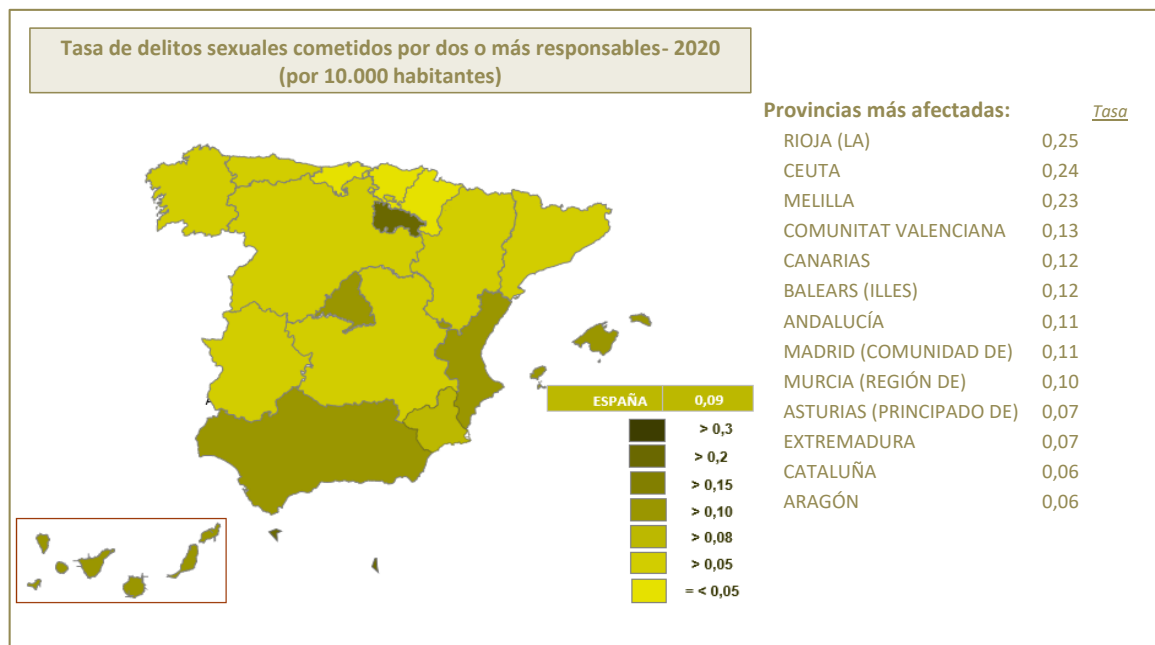 Tasa de delitos sexuales cometidos por dos o más responsables- 2020
(por 10.000 habitantes)
Provincias más afectadas: Tasa
RIOJA (LA) 0,25
CEUTA 0,24
MELILLA 0,23
COMUNITAT VALENCIANA 0,13
CANARIAS 0,12
BALEARS (ILLES) 0,12
ANDALUCÍA 0,11
MADRID (COMUNIDAD DE) 0,11
MURCIA (REGIÓN DE) 0,10
ASTURIAS (PRINCIPADO DE) 0,07
EXTREMADURA 0,07
CATALUÑA 0,06
ARAGÓN 0,06
ESPAÑA 0,09
> 0,3
> 0,2
> 0,15
> 0,10
> 0,08
> 0,05
= < 0,05